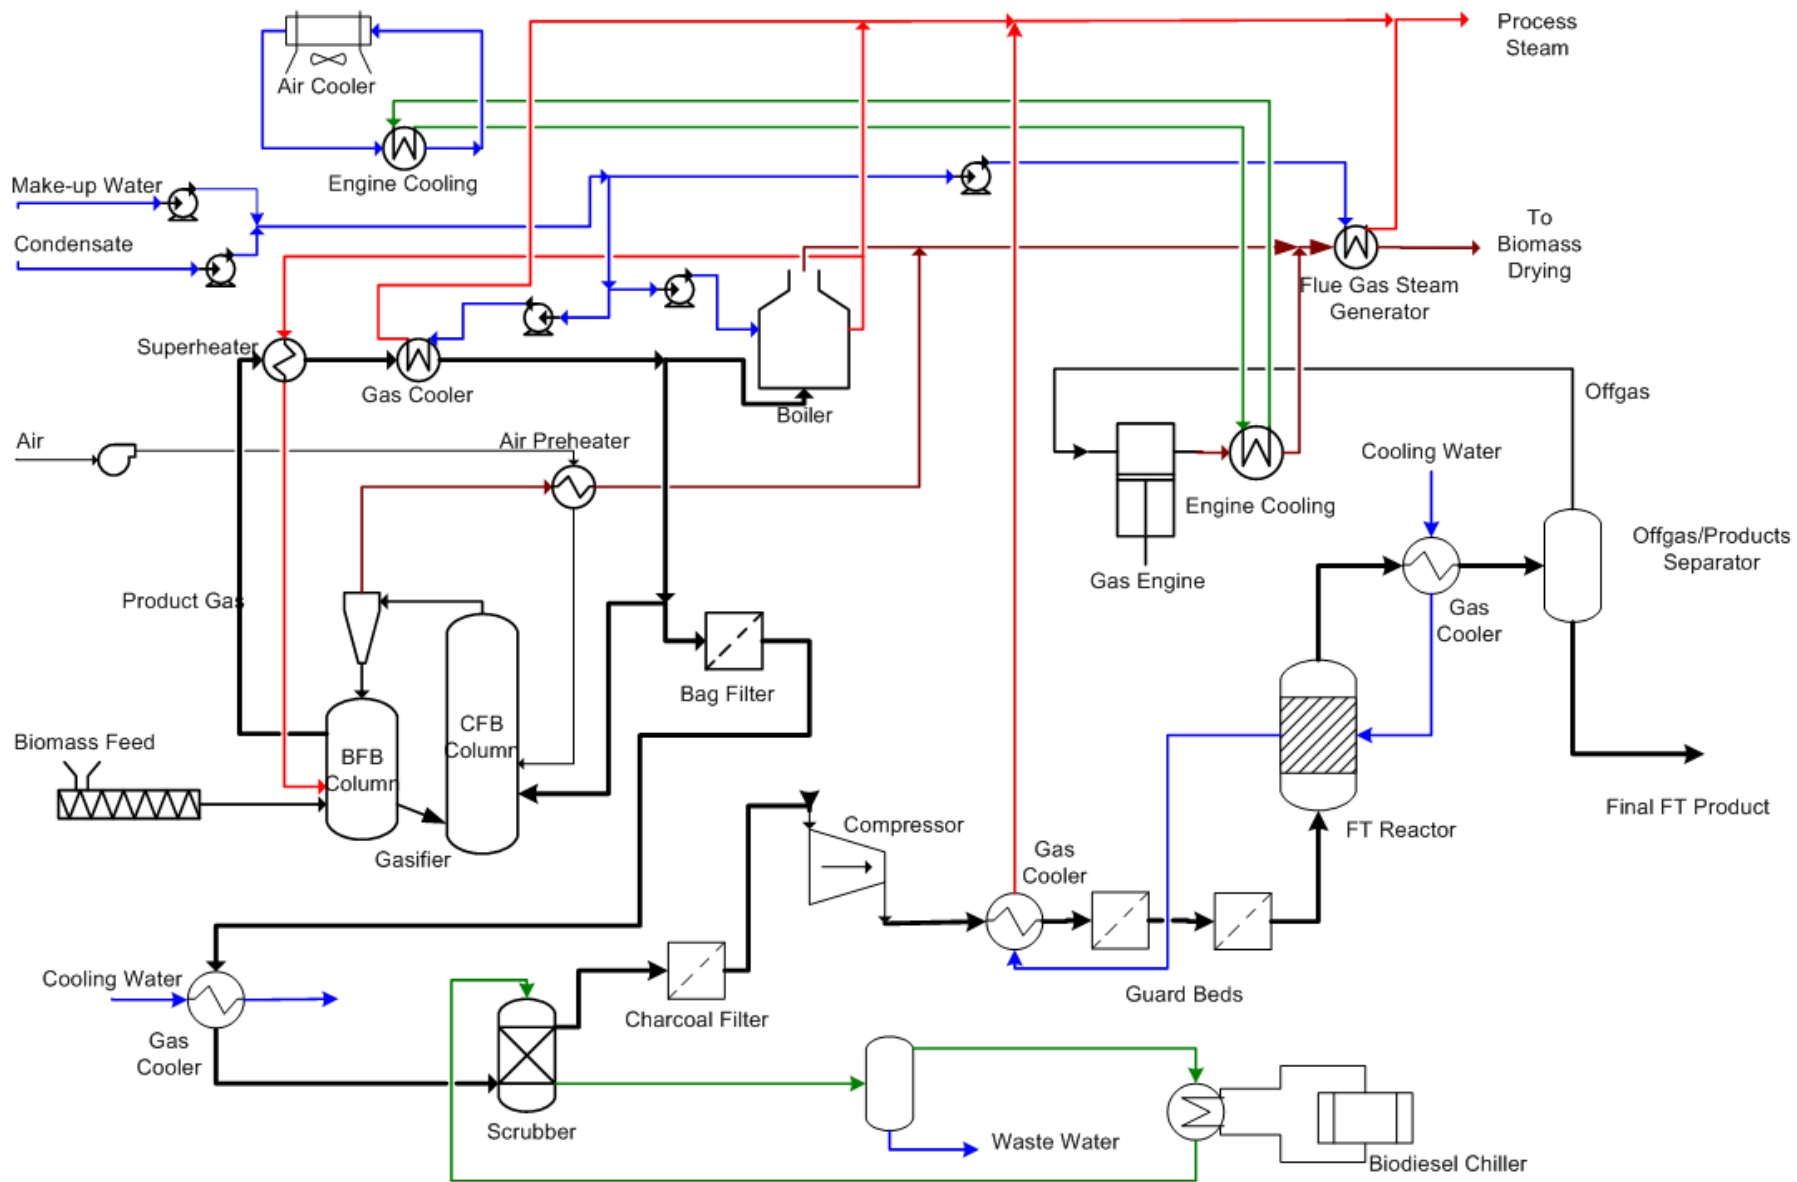 Process
Steam
Air Cooler
Engine Cooling
Make-up Water
Condensate
To
Biomass
Drying
Flue Gas Steam
Generator
Superheater
Gas Cooler
Boiler
Offgas
Air
Air Preheater
Cooling Water
Engine Cooling
Offgas/Products
Separator
Gas Engine
Gas
Cooler
Product Gas
Bag Filter
CFB
Column
Biomass Feed
BFB
Column
Final FT Product
FT Reactor
Compressor
Gasifier
Gas
Cooler
Cooling Water
Guard Beds
Charcoal Filter
Gas
Cooler
Scrubber
Waste Water
Biodiesel Chiller